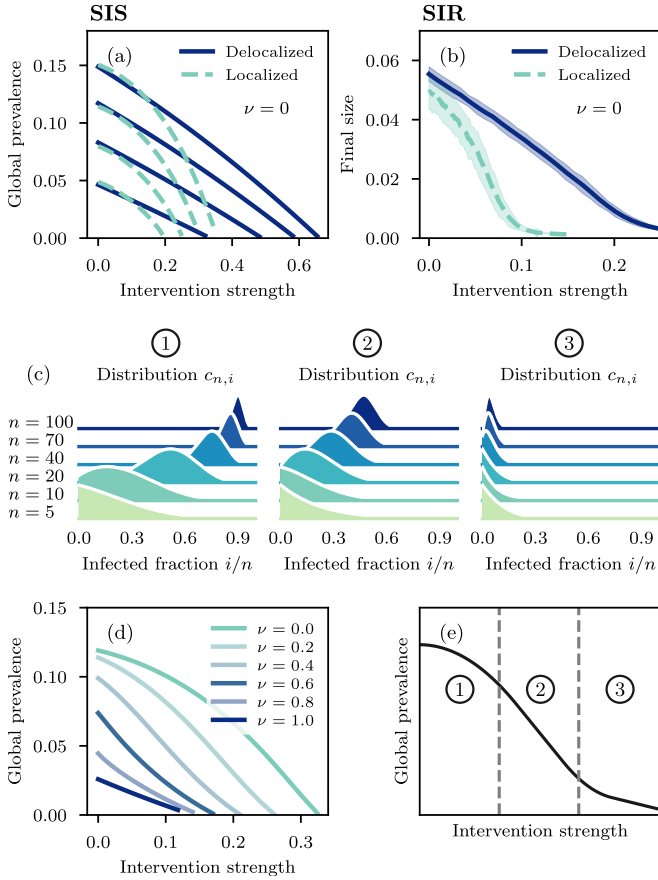 SIS
SIR
(a)
Delocalized
Localized
ν = 0
Global prevalence
0.15
0.10
0.05
0.00
0.0 0.2 0.4 0.6
Intervention strength
(b)
Delocalized
Localized
ν = 0
Final size
0.06
0.04
0.02
0.00
0.0 0.1 0.2
Intervention strength
1 2 3
(c)
Distribution c_{n,i} Distribution c_{n,i} Distribution c_{n,i}
n = 100
n = 70
n = 40
n = 20
n = 10
n = 5
0.0 0.3 0.6 0.9 0.0 0.3 0.6 0.9 0.0 0.3 0.6 0.9
Infected fraction i/n Infected fraction i/n Infected fraction i/n
(d)
ν = 0.0
ν = 0.2
ν = 0.4
ν = 0.6
ν = 0.8
ν = 1.0
Global prevalence
0.15
0.10
0.05
0.00
0.0 0.1 0.2 0.3
Intervention strength
(e)
1 2 3
Global prevalence
Intervention strength